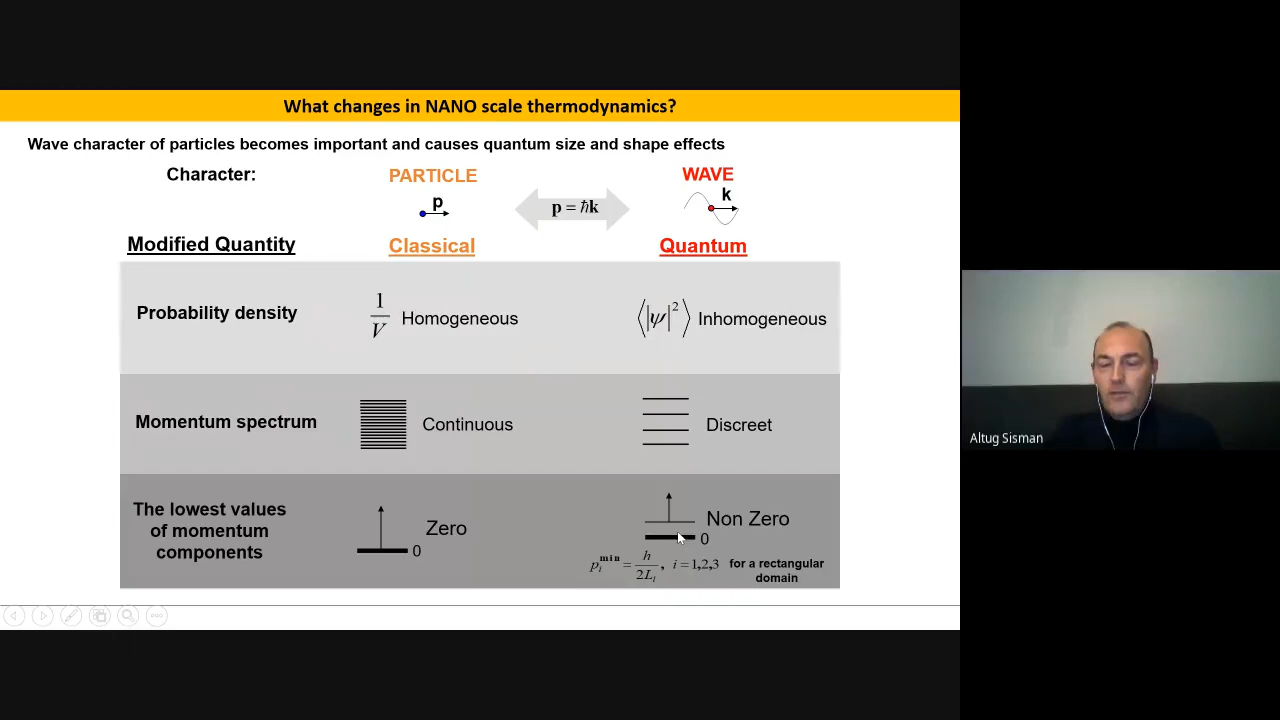 What changes in NANO scale thermodynamics?
Wave character of particles becomes important and causes quantum size and shape effects
Character:
PARTICLE
WAVE
p
p = ħk
k
Modified Quantity
Classical
Quantum
Probability density
1/V Homogeneous
⟨|ψ|²⟩ Inhomogeneous
Momentum spectrum
Continuous
Discreet
The lowest values
of momentum
components
Zero
0
Non Zero
0
p_i^min = h/2L_i, i = 1,2,3
for a rectangular
domain
Altug Sisman